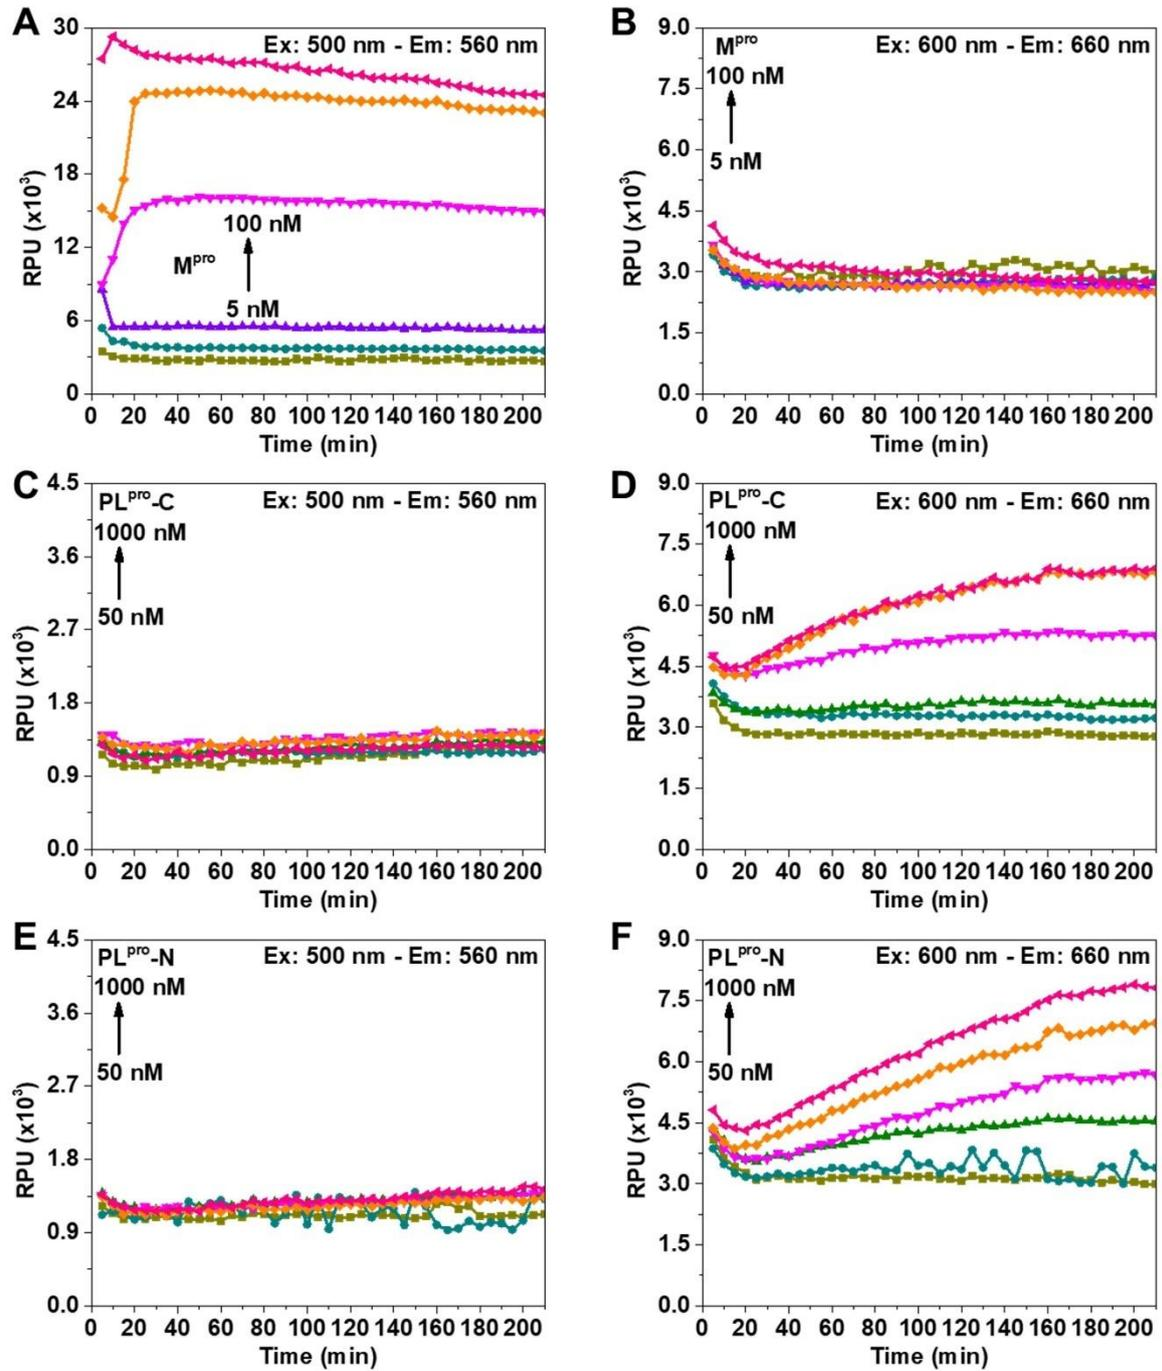 A
Ex: 500 nm - Em: 560 nm
30
24
18
12
6
0
RPU (x10³)
100 nM
Mᵖʳᵒ
5 nM
0 20 40 60 80 100 120 140 160 180 200
Time (min)
B
Mᵖʳᵒ
Ex: 600 nm - Em: 660 nm
100 nM
5 nM
9.0
7.5
6.0
4.5
3.0
1.5
0.0
RPU (x10³)
0 20 40 60 80 100 120 140 160 180 200
Time (min)
C
PLᵖʳᵒ-C
Ex: 500 nm - Em: 560 nm
1000 nM
50 nM
4.5
3.6
2.7
1.8
0.9
0.0
RPU (x10³)
0 20 40 60 80 100 120 140 160 180 200
Time (min)
D
PLᵖʳᵒ-C
Ex: 600 nm - Em: 660 nm
1000 nM
50 nM
9.0
7.5
6.0
4.5
3.0
1.5
0.0
RPU (x10³)
0 20 40 60 80 100 120 140 160 180 200
Time (min)
E
PLᵖʳᵒ-N
Ex: 500 nm - Em: 560 nm
1000 nM
50 nM
4.5
3.6
2.7
1.8
0.9
0.0
RPU (x10³)
0 20 40 60 80 100 120 140 160 180 200
Time (min)
F
PLᵖʳᵒ-N
Ex: 600 nm - Em: 660 nm
1000 nM
50 nM
9.0
7.5
6.0
4.5
3.0
1.5
0.0
RPU (x10³)
0 20 40 60 80 100 120 140 160 180 200
Time (min)